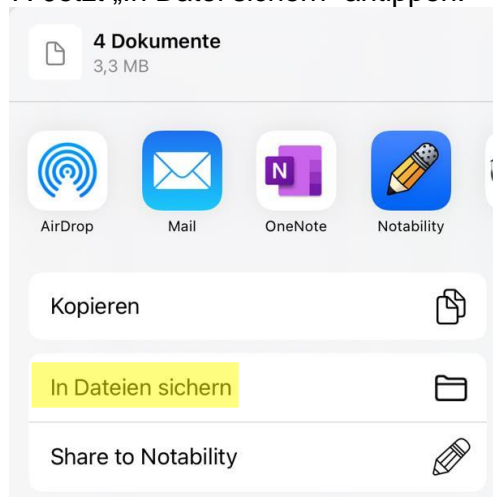 4 Dokumente
3,3 MB
N
AirDrop
Mail
OneNote
Notability
Kopieren
In Dateien sichern
Share to Notability